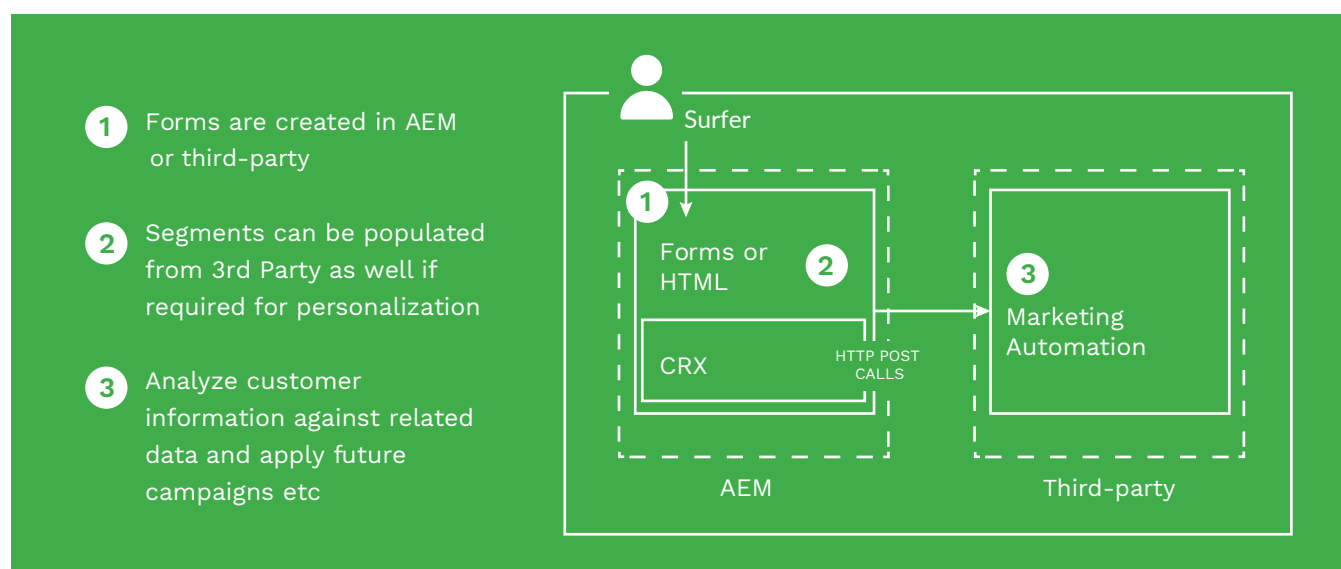 1
Forms are created in AEM
or third-party
2
Segments can be populated
from 3rd Party as well if
required for personalization
3
Analyze customer
information against related
data and apply future
campaigns etc
Surfer
1
Forms or
HTML
2
CRX
HTTP POST
CALLS
AEM
3
Marketing
Automation
Third-party